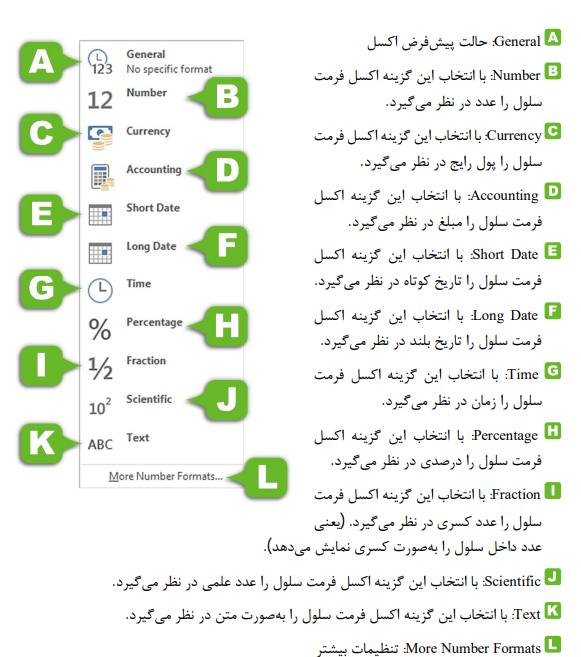 A General: حالت پیش‌فرض اکسل
B Number: با انتخاب این گزینه اکسل فرمت
سلول را عدد در نظر می‌گیرد.
C Currency: با انتخاب این گزینه اکسل فرمت
سلول را پول رایج در نظر می‌گیرد.
D Accounting: با انتخاب این گزینه اکسل
فرمت سلول را مبلغ در نظر می‌گیرد.
E Short Date: با انتخاب این گزینه اکسل
فرمت سلول را تاریخ کوتاه در نظر می‌گیرد.
F Long Date: با انتخاب این گزینه اکسل
فرمت سلول را تاریخ بلند در نظر می‌گیرد.
G Time: با انتخاب این گزینه اکسل فرمت
سلول را زمان در نظر می‌گیرد.
H Percentage: با انتخاب این گزینه اکسل
فرمت سلول را درصدی در نظر می‌گیرد.
I Fraction: با انتخاب این گزینه اکسل فرمت
سلول را عدد کسری در نظر می‌گیرد. (یعنی
عدد داخل سلول را به‌صورت کسری نمایش می‌دهد).
J Scientific: با انتخاب این گزینه اکسل فرمت سلول را عدد علمی در نظر می‌گیرد.
K Text: با انتخاب این گزینه اکسل فرمت سلول را به‌صورت متن در نظر می‌گیرد.
L More Number Formats: تنظیمات بیشتر
A
123
General
No specific format
12
Number
B
C
Currency
Accounting
D
E
Short Date
Long Date
F
G
Time
%
Percentage
H
I
½
Fraction
10²
Scientific
J
K
ABC
Text
More Number Formats...
L